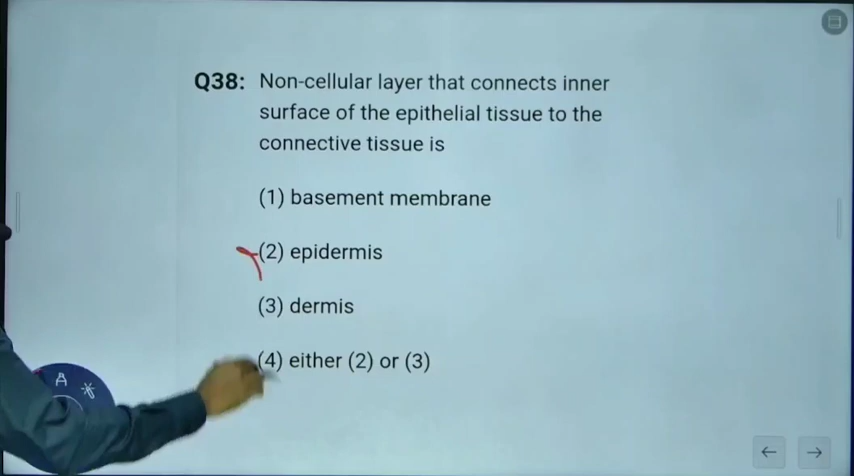 Q38: Non-cellular layer that connects inner
surface of the epithelial tissue to the
connective tissue is
(1) basement membrane
(2) epidermis
(3) dermis
(4) either (2) or (3)